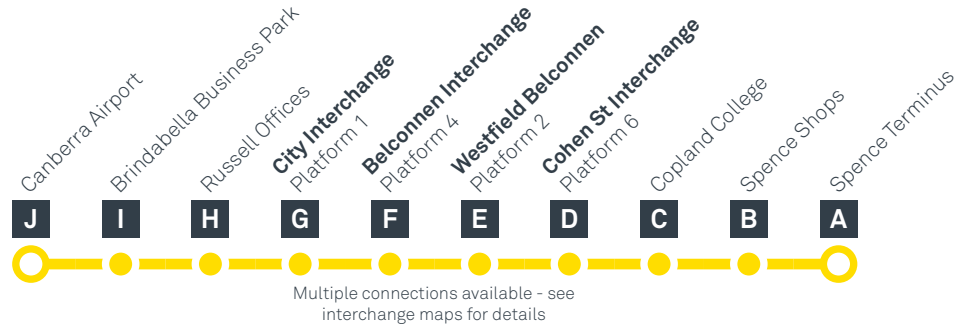 Canberra Airport
Brindabella Business Park
Russell Offices
City Interchange
Platform 1
Belconnen Interchange
Platform 4
Westfield Belconnen
Platform 2
Cohen St Interchange
Platform 6
Copland College
Spence Shops
Spence Terminus
J I H G F E D C B A
Multiple connections available - see
interchange maps for details